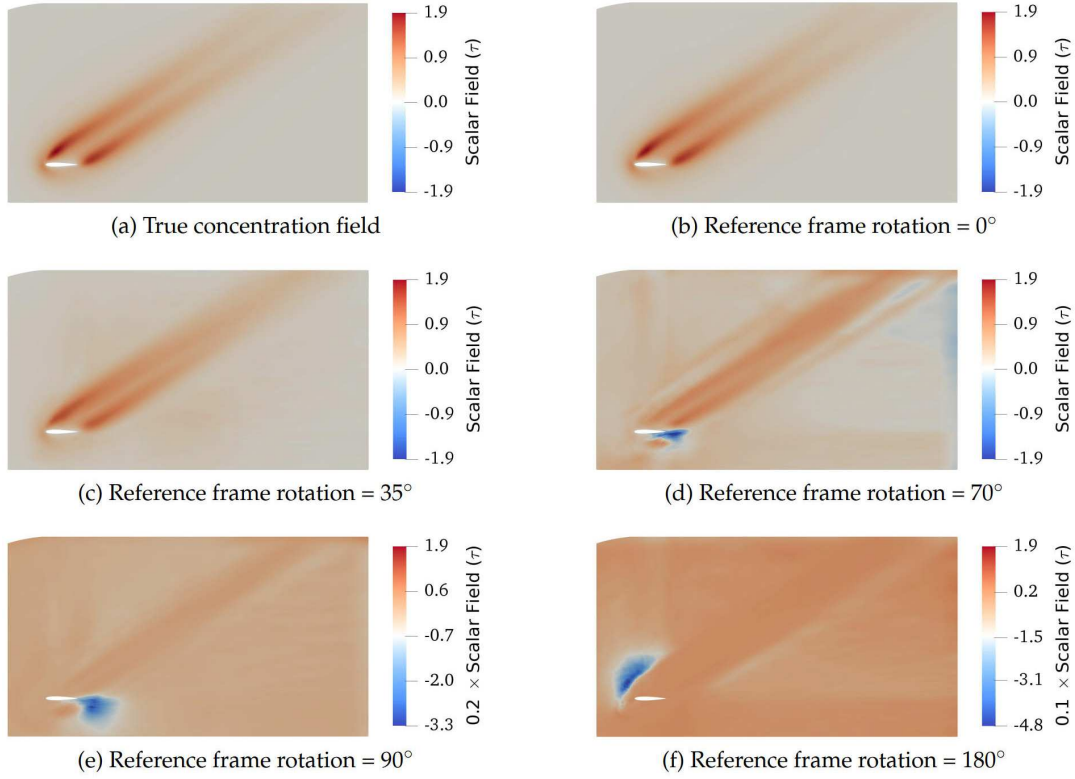 1.9
0.9
0.0
-0.9
-1.9
Scalar Field (τ)
(a) True concentration field
1.9
0.9
0.0
-0.9
-1.9
Scalar Field (τ)
(b) Reference frame rotation = 0°
1.9
0.9
0.0
-0.9
-1.9
Scalar Field (τ)
(c) Reference frame rotation = 35°
1.9
0.9
0.0
-0.9
-1.9
Scalar Field (τ)
(d) Reference frame rotation = 70°
1.9
0.6
-0.7
-2.0
-3.3
0.2 × Scalar Field (τ)
(e) Reference frame rotation = 90°
1.9
0.2
-1.5
-3.1
-4.8
0.1 × Scalar Field (τ)
(f) Reference frame rotation = 180°